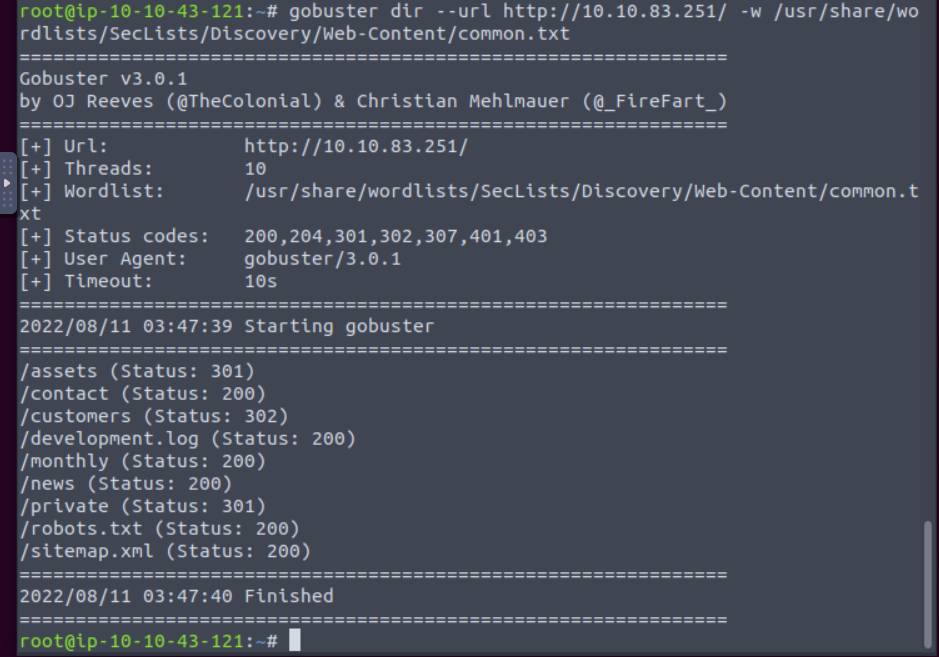 root@ip-10-10-43-121:~# gobuster dir --url http://10.10.83.251/ -w /usr/share/wo
rdlists/SecLists/Discovery/Web-Content/common.txt
===============================================================
Gobuster v3.0.1
by OJ Reeves (@TheColonial) & Christian Mehlmauer (@_FireFart_)
===============================================================
[+] Url:            http://10.10.83.251/
[+] Threads:        10
[+] Wordlist:       /usr/share/wordlists/SecLists/Discovery/Web-Content/common.t
xt
[+] Status codes:   200,204,301,302,307,401,403
[+] User Agent:     gobuster/3.0.1
[+] Timeout:        10s
===============================================================
2022/08/11 03:47:39 Starting gobuster
===============================================================
/assets (Status: 301)
/contact (Status: 200)
/customers (Status: 302)
/development.log (Status: 200)
/monthly (Status: 200)
/news (Status: 200)
/private (Status: 301)
/robots.txt (Status: 200)
/sitemap.xml (Status: 200)
===============================================================
2022/08/11 03:47:40 Finished
===============================================================
root@ip-10-10-43-121:~#